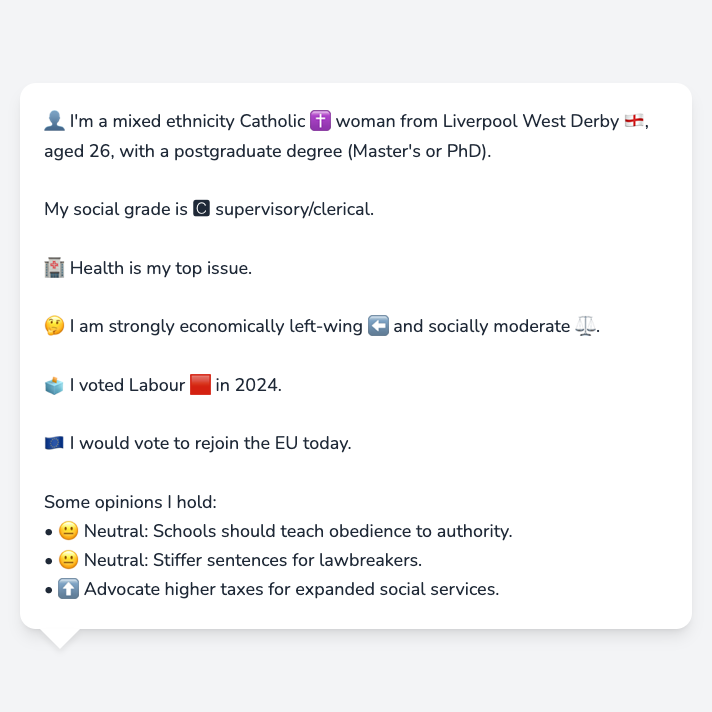 👤 I'm a mixed ethnicity Catholic ✝️ woman from Liverpool West Derby 🏴󠁧󠁢󠁥󠁮󠁧󠁿,
aged 26, with a postgraduate degree (Master's or PhD).
My social grade is 🅲 supervisory/clerical.
🏥 Health is my top issue.
🤔 I am strongly economically left-wing ⬅️ and socially moderate ⚖️.
🗳️ I voted Labour 🟥 in 2024.
🇪🇺 I would vote to rejoin the EU today.
Some opinions I hold:
• 😐 Neutral: Schools should teach obedience to authority.
• 😐 Neutral: Stiffer sentences for lawbreakers.
• ⬆️ Advocate higher taxes for expanded social services.